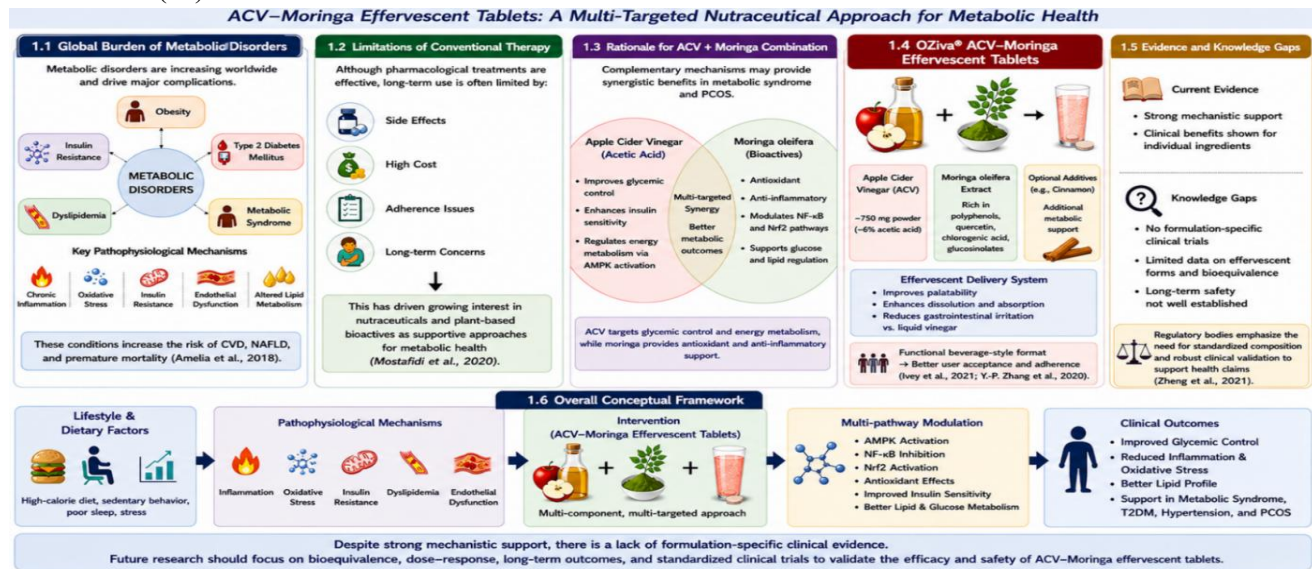 ACV–Moringa Effervescent Tablets: A Multi-Targeted Nutraceutical Approach for Metabolic Health
1.1 Global Burden of Metabolic Disorders
Metabolic disorders are increasing worldwide
and drive major complications.
Obesity
Insulin
Resistance
Type 2 Diabetes
Mellitus
METABOLIC
DISORDERS
Dyslipidemia
Metabolic
Syndrome
Key Pathophysiological Mechanisms
Chronic
Inflammation
Oxidative
Stress
Insulin
Resistance
Endothelial
Dysfunction
Altered Lipid
Metabolism
These conditions increase the risk of CVD, NAFLD,
and premature mortality (Amelia et al., 2018).
1.2 Limitations of Conventional Therapy
Although pharmacological treatments are
effective, long-term use is often limited by:
Side Effects
High Cost
Adherence Issues
Long-term Concerns
This has driven growing interest in
nutraceuticals and plant-based
bioactives as supportive approaches
for metabolic health
(Mostafidi et al., 2020).
1.3 Rationale for ACV + Moringa Combination
Complementary mechanisms may provide
synergistic benefits in metabolic syndrome
and PCOS.
Apple Cider Vinegar
(Acetic Acid)
• Improves glycemic
control
• Enhances insulin
sensitivity
• Regulates energy
metabolism via
AMPK activation
Multi-targeted
Synergy
Better
metabolic
outcomes
Moringa oleifera
(Bioactives)
• Antioxidant
• Anti-inflammatory
• Modulates NF-κB
and Nrf2 pathways
• Supports glucose
and lipid regulation
ACV targets glycemic control and energy metabolism,
while moringa provides antioxidant and anti-inflammatory
support.
1.4 OZiva® ACV–Moringa
Effervescent Tablets
Apple Cider
Vinegar (ACV)
~750 mg powder
(~6% acetic acid)
Moringa oleifera
Extract
Rich in
polyphenols,
quercetin,
chlorogenic acid,
glucosinolates
Optional Additives
(e.g., Cinnamon)
Additional
metabolic
support
Effervescent Delivery System
• Improves palatability
• Enhances dissolution and absorption
• Reduces gastrointestinal irritation
vs. liquid vinegar
Functional beverage-style format
→ Better user acceptance and adherence
(Ivey et al., 2021; Y.-P. Zhang et al., 2020).
1.5 Evidence and Knowledge Gaps
Current Evidence
• Strong mechanistic support
• Clinical benefits shown for
individual ingredients
Knowledge Gaps
• No formulation-specific
clinical trials
• Limited data on effervescent
forms and bioequivalence
• Long-term safety
not well established
Regulatory bodies emphasize the
need for standardized composition
and robust clinical validation to
support health claims
(Zheng et al., 2021).
1.6 Overall Conceptual Framework
Lifestyle &
Dietary Factors
High-calorie diet, sedentary behavior,
poor sleep, stress
Pathophysiological Mechanisms
Inflammation
Oxidative
Stress
Insulin
Resistance
Dyslipidemia
Endothelial
Dysfunction
Intervention
(ACV–Moringa Effervescent Tablets)
Multi-component, multi-targeted approach
Multi-pathway Modulation
• AMPK Activation
• NF-κB Inhibition
• Nrf2 Activation
• Antioxidant Effects
• Improved Insulin Sensitivity
• Better Lipid & Glucose Metabolism
Clinical Outcomes
• Improved Glycemic Control
• Reduced Inflammation &
Oxidative Stress
• Better Lipid Profile
• Support in Metabolic Syndrome,
T2DM, Hypertension, and PCOS
Despite strong mechanistic support, there is a lack of formulation-specific clinical evidence.
Future research should focus on bioequivalence, dose–response, long-term outcomes, and standardized clinical trials to validate the efficacy and safety of ACV–Moringa effervescent tablets.